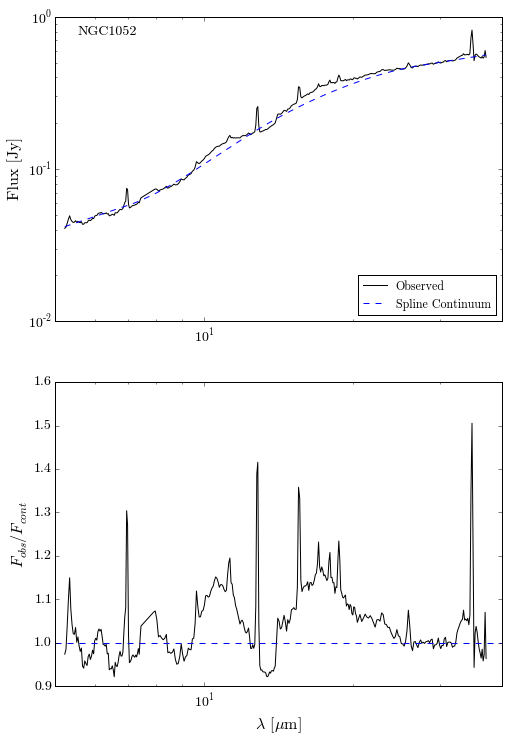 10^0
NGC1052
Flux [Jy]
10^-1
Observed
Spline Continuum
10^-2
10^1
1.6
1.5
1.4
1.3
F_obs/F_cont
1.2
1.1
1.0
0.9
10^1
λ [μm]